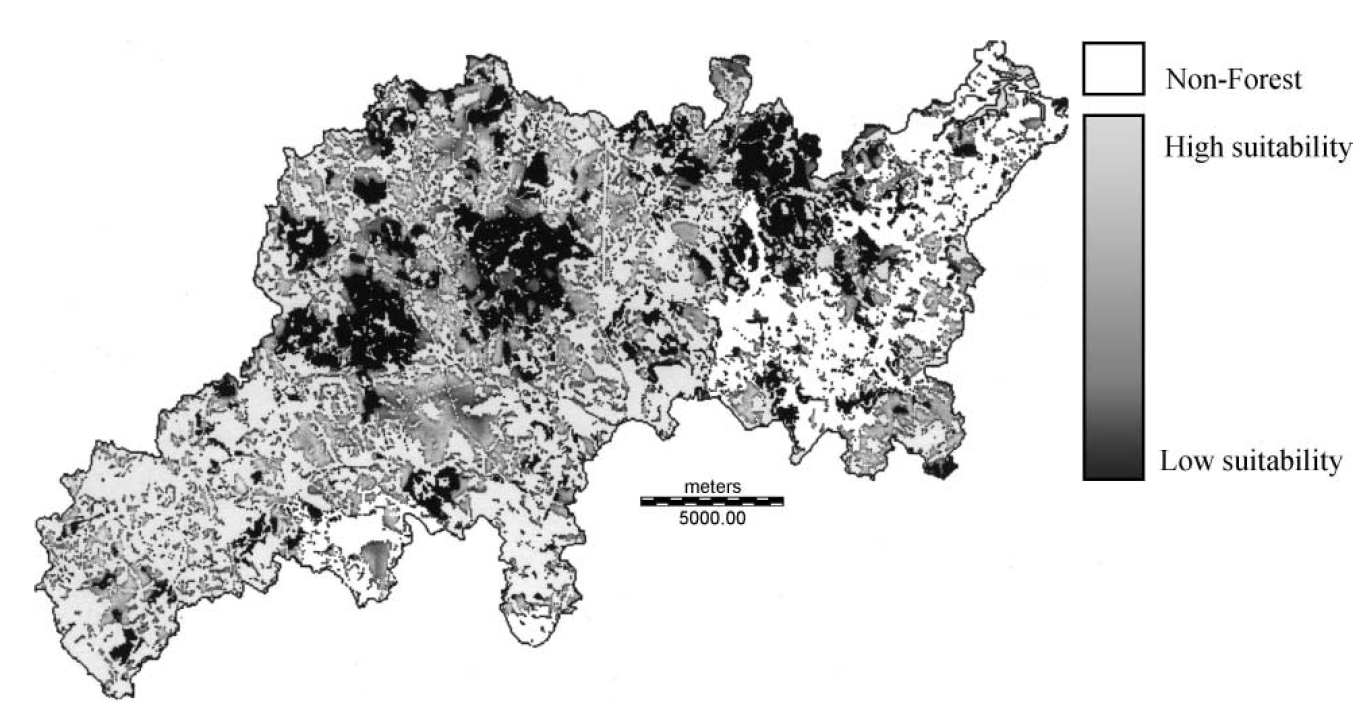 Non-Forest
High suitability
Low suitability
meters
5000.00